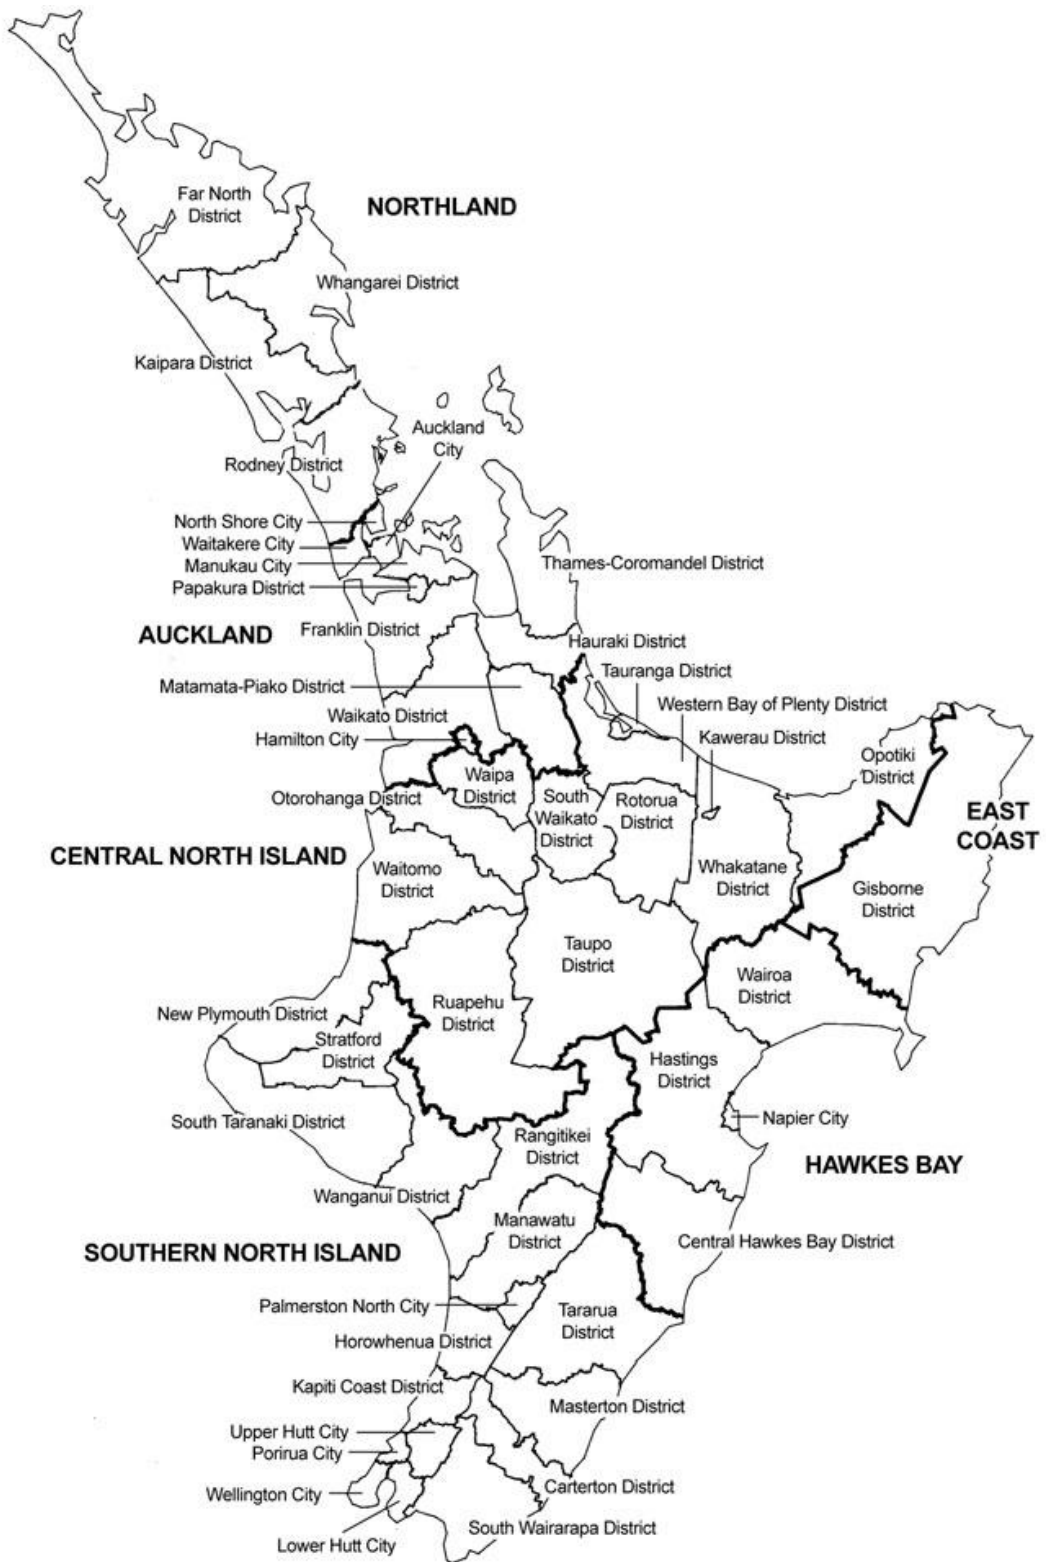 Far North
District
NORTHLAND
Whangarei District
Kaipara District
Auckland
City
Rodney District
North Shore City
Waitakere City
Manukau City
Papakura District
Thames-Coromandel District
AUCKLAND
Franklin District
Hauraki District
Tauranga District
Matamata-Piako District
Western Bay of Plenty District
Waikato District
Hamilton City
Kawerau District
Opotiki
District
Waipa
District
Otorohanga District
South
Waikato
District
Rotorua
District
EAST
COAST
CENTRAL NORTH ISLAND
Waitomo
District
Whakatane
District
Gisborne
District
Taupo
District
Wairoa
District
Ruapehu
District
New Plymouth District
Stratford
District
Hastings
District
South Taranaki District
Napier City
Rangitikei
District
HAWKES BAY
Wanganui District
Manawatu
District
Central Hawkes Bay District
SOUTHERN NORTH ISLAND
Palmerston North City
Tararua
District
Horowhenua District
Kapiti Coast District
Masterton District
Upper Hutt City
Porirua City
Carterton District
Wellington City
South Wairarapa District
Lower Hutt City